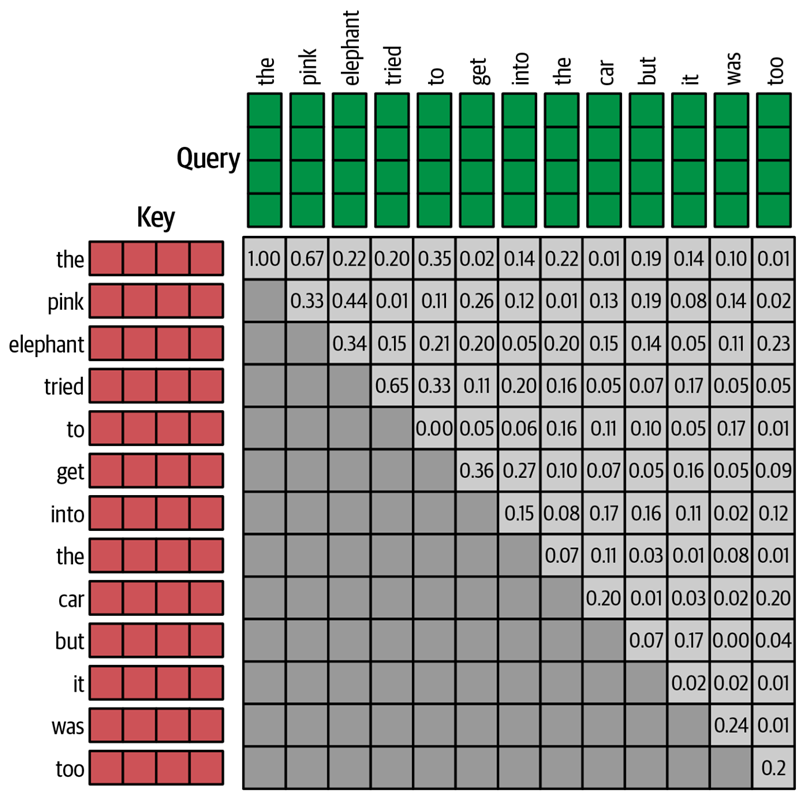 the pink elephant tried to get into the car but it was too
Query
Key
the 1.00 0.67 0.22 0.20 0.35 0.02 0.14 0.22 0.01 0.19 0.14 0.10 0.01
pink 0.33 0.44 0.01 0.11 0.26 0.12 0.01 0.13 0.19 0.08 0.14 0.02
elephant 0.34 0.15 0.21 0.20 0.05 0.20 0.15 0.14 0.05 0.11 0.23
tried 0.65 0.33 0.11 0.20 0.16 0.05 0.07 0.17 0.05 0.05
to 0.00 0.05 0.06 0.16 0.11 0.10 0.05 0.17 0.01
get 0.36 0.27 0.10 0.07 0.05 0.16 0.05 0.09
into 0.15 0.08 0.17 0.16 0.11 0.02 0.12
the 0.07 0.11 0.03 0.01 0.08 0.01
car 0.20 0.01 0.03 0.02 0.20
but 0.07 0.17 0.00 0.04
it 0.02 0.02 0.01
was 0.24 0.01
too 0.2